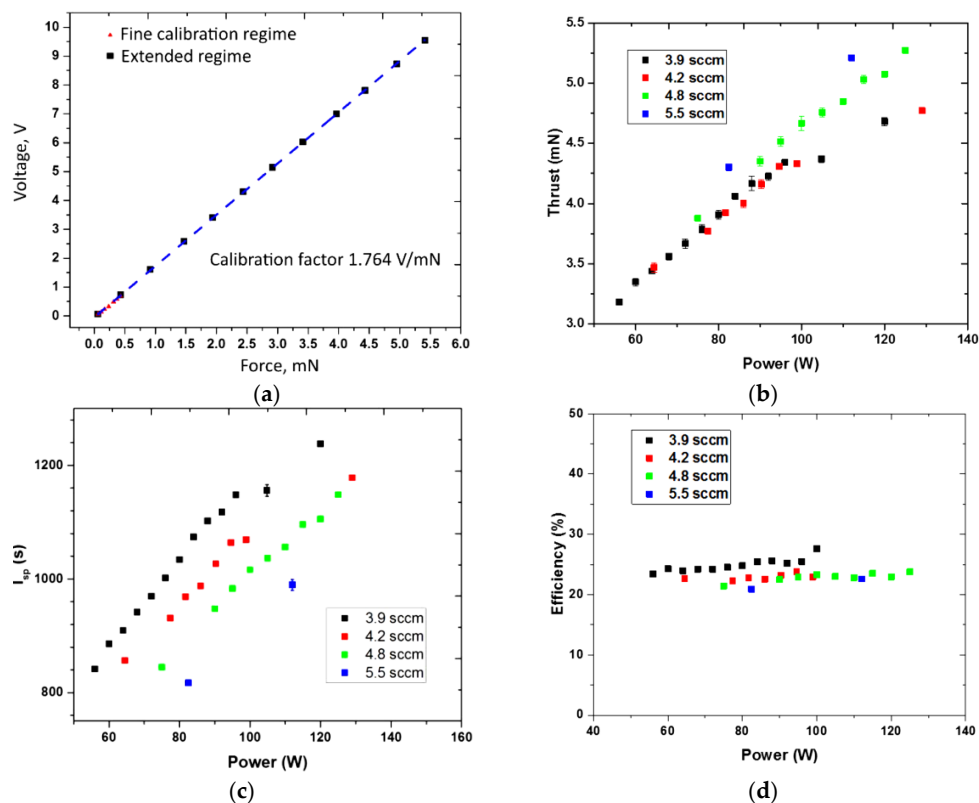 10
9
8
7
6
5
4
3
2
1
0
Voltage, V
Fine calibration regime
Extended regime
Calibration factor 1.764 V/mN
0.0 0.5 1.0 1.5 2.0 2.5 3.0 3.5 4.0 4.5 5.0 5.5 6.0
Force, mN
(a)
5.5
5.0
4.5
4.0
3.5
3.0
Thrust (mN)
3.9 sccm
4.2 sccm
4.8 sccm
5.5 sccm
40 60 80 100 120 140
Power (W)
(b)
1200
1000
800
I_sp (s)
3.9 sccm
4.2 sccm
4.8 sccm
5.5 sccm
60 80 100 120 140 160
Power (W)
(c)
50
40
30
20
10
0
Efficiency (%)
3.9 sccm
4.2 sccm
4.8 sccm
5.5 sccm
40 60 80 100 120 140
Power (W)
(d)